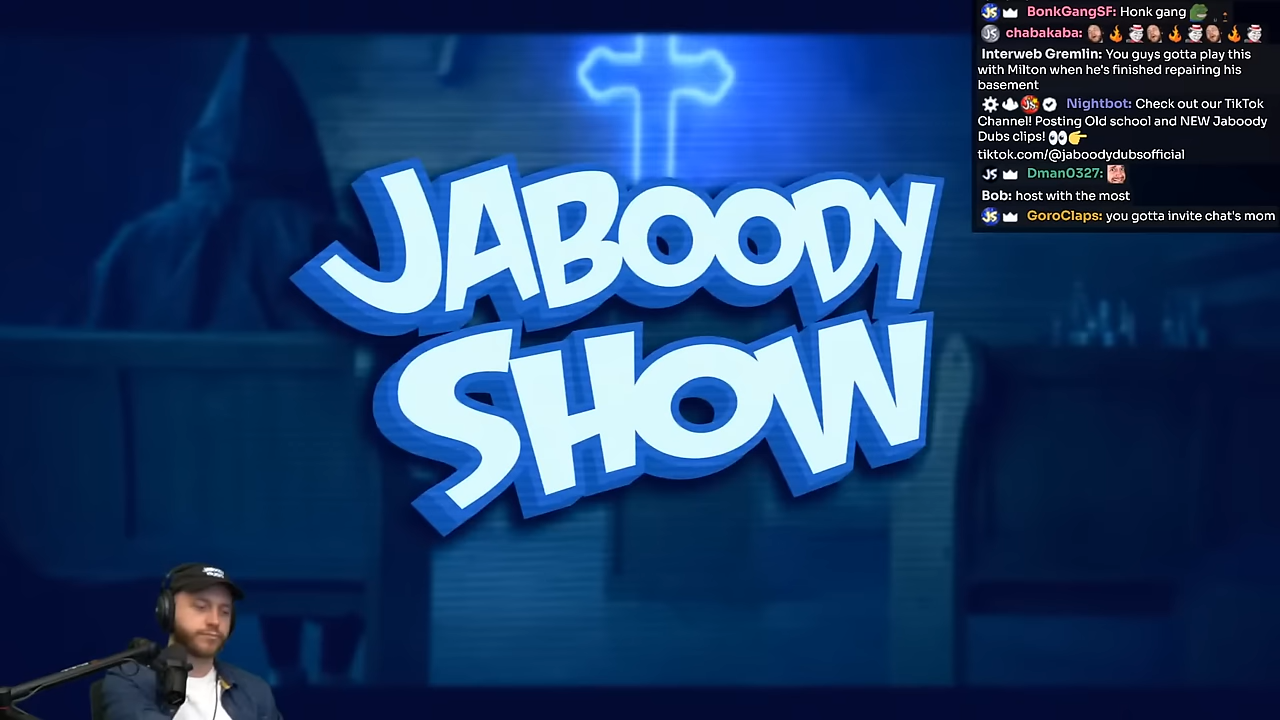 BonkGangSF: Honk gang
chabakaba:
Interweb Gremlin: You guys gotta play this
with Milton when he's finished repairing his
basement
Nightbot: Check out our TikTok
Channel! Posting Old school and NEW Jaboody
Dubs clips!
tiktok.com/@jaboodydubsofficial
Dman0327:
Bob: host with the most
GoroClaps: you gotta invite chat's mom
JABOODY
SHOW